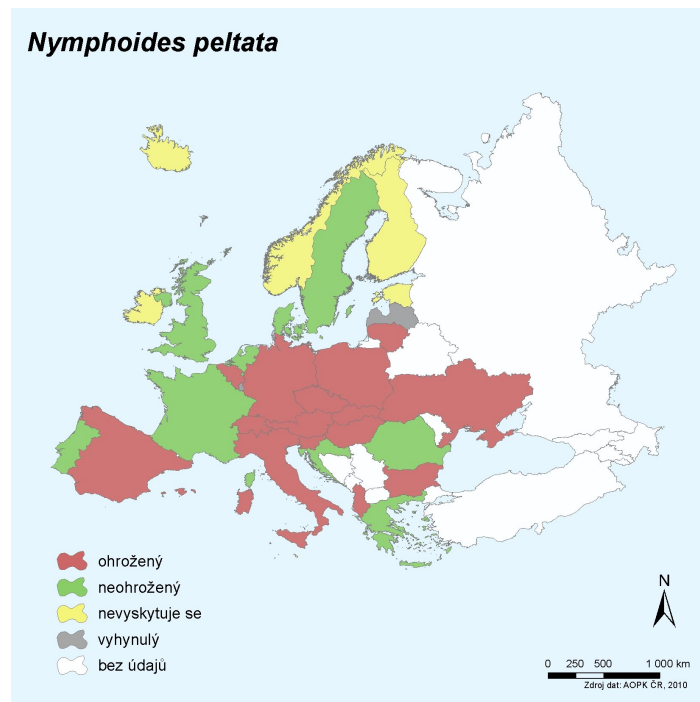 Nymphoides peltata
ohrožený
neohrožený
nevyskytuje se
vyhynulý
bez údajů
N
0 250 500 1 000 km
Zdroj dat: AOPK ČR, 2010